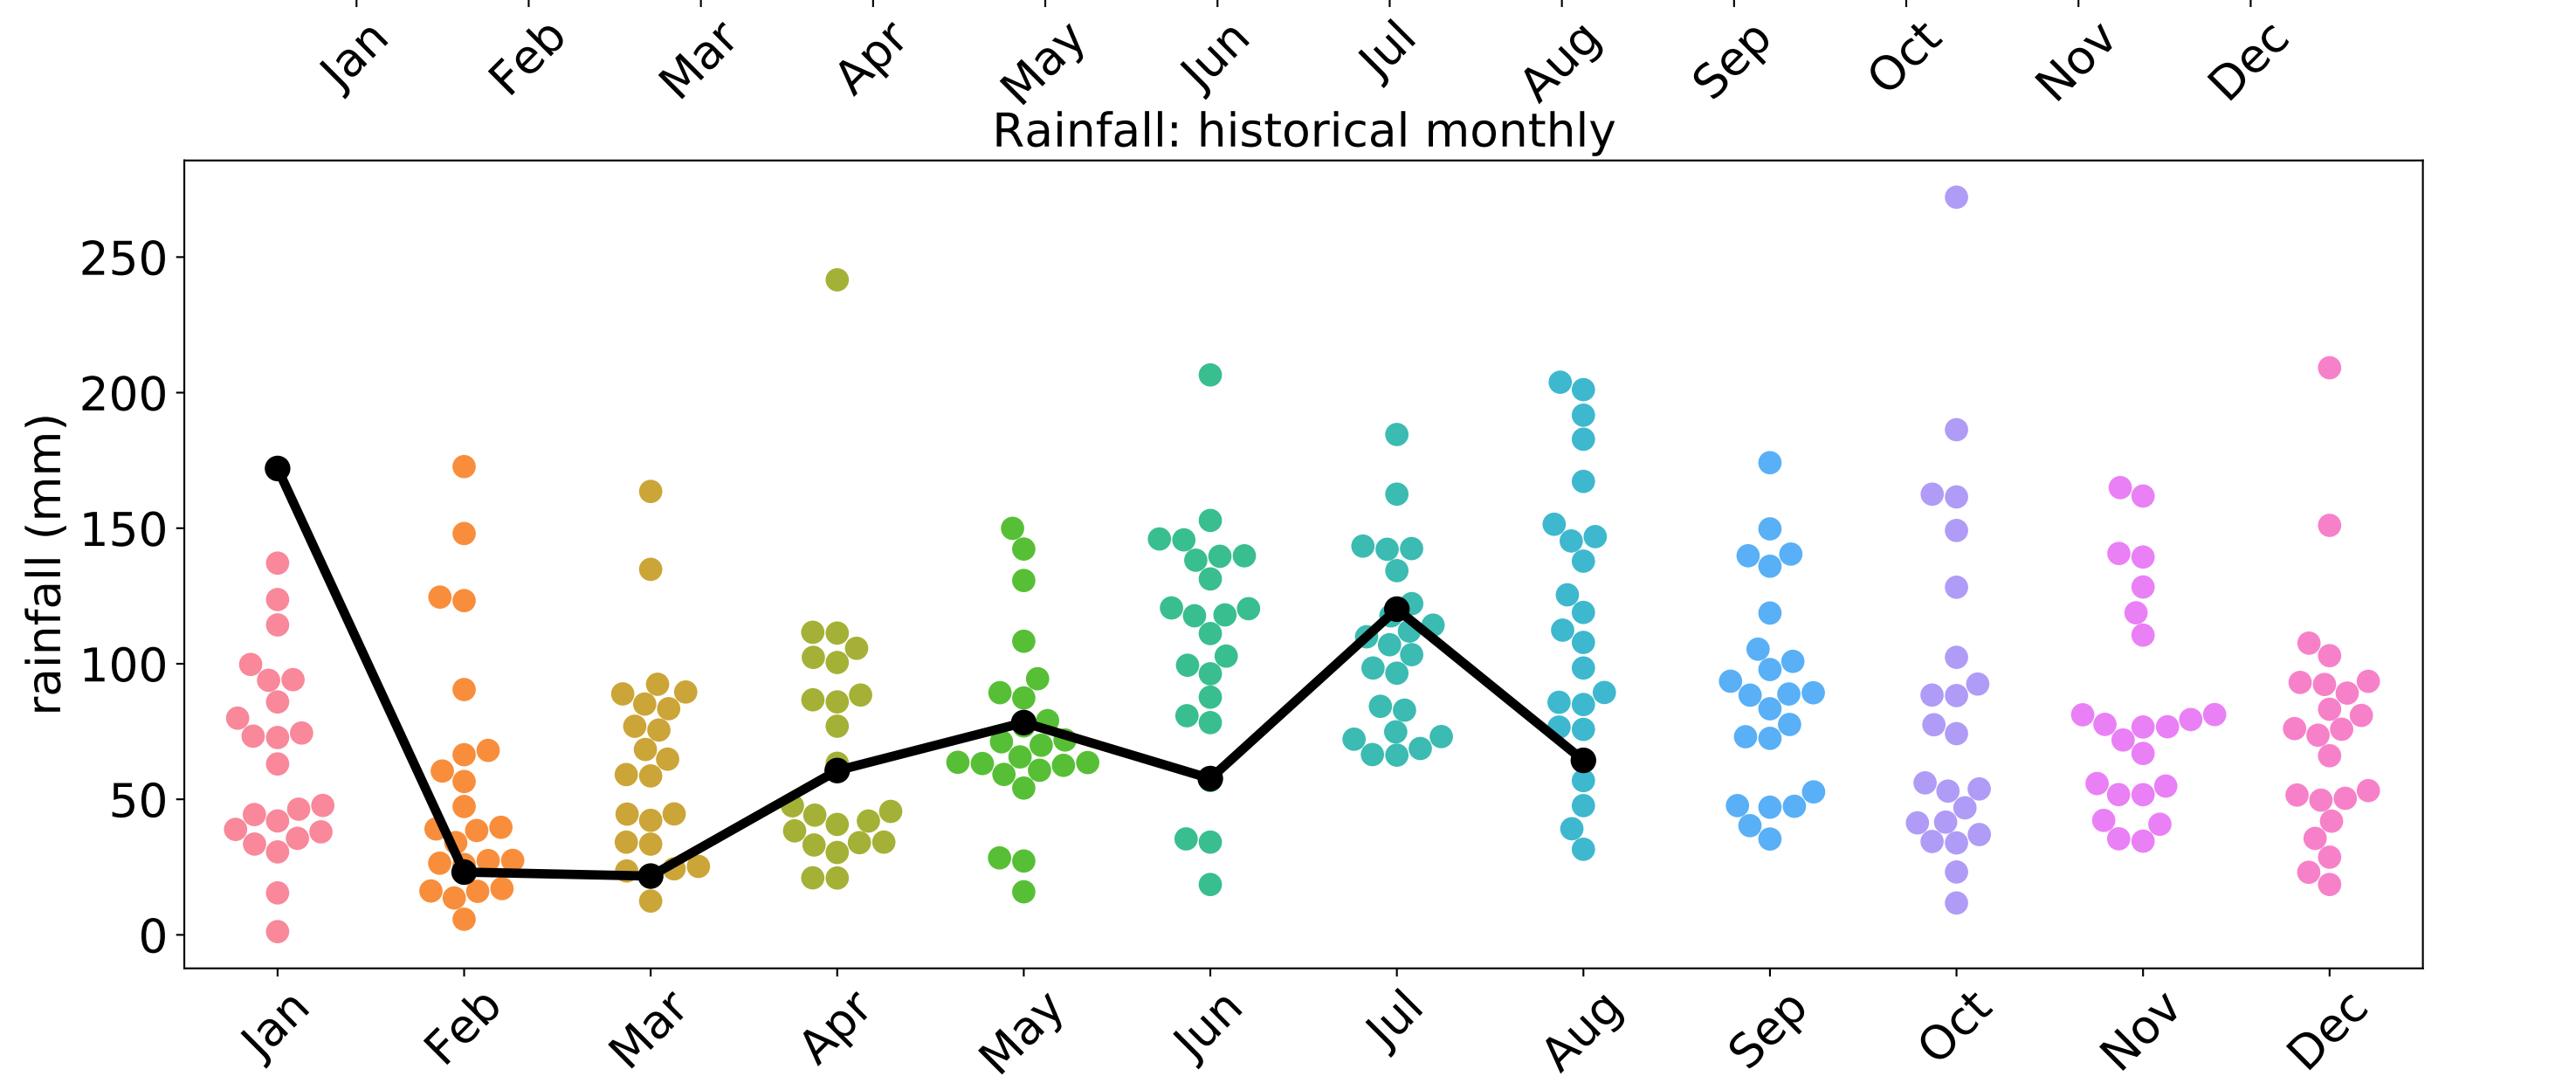 Jan Feb Mar Apr May Jun Jul Aug Sep Oct Nov Dec
Rainfall: historical monthly
250
200
150
100
50
0
rainfall (mm)
Jan Feb Mar Apr May Jun Jul Aug Sep Oct Nov Dec